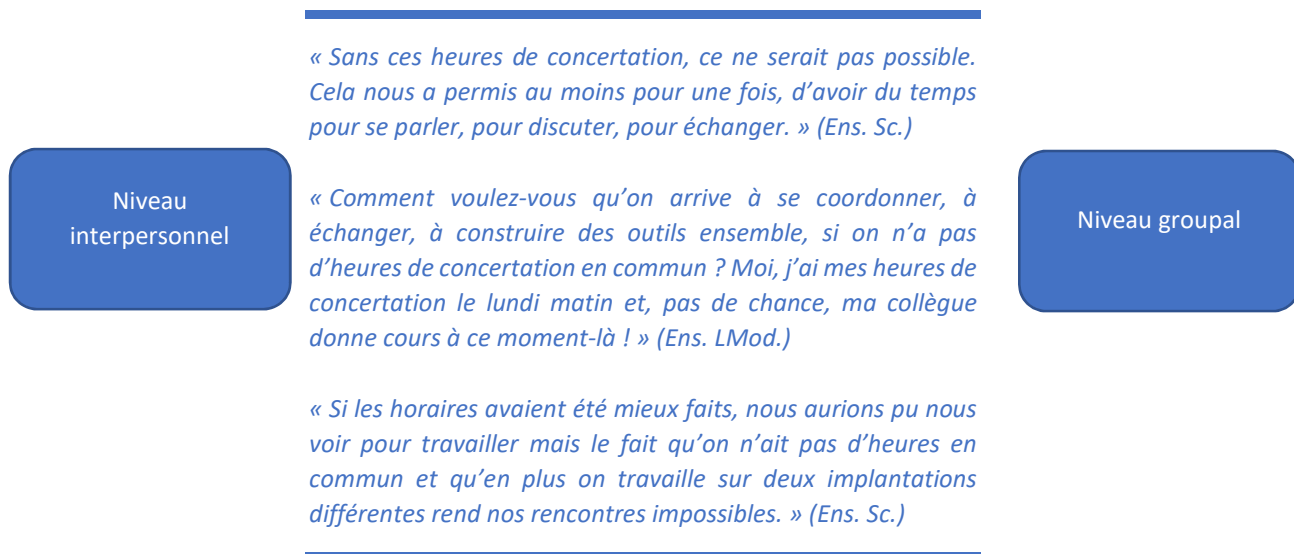 « Sans ces heures de concertation, ce ne serait pas possible.
Cela nous a permis au moins pour une fois, d’avoir du temps
pour se parler, pour discuter, pour échanger. » (Ens. Sc.)
Niveau
interpersonnel
« Comment voulez-vous qu’on arrive à se coordonner, à
échanger, à construire des outils ensemble, si on n’a pas
d’heures de concertation en commun ? Moi, j’ai mes heures de
concertation le lundi matin et, pas de chance, ma collègue
donne cours à ce moment-là ! » (Ens. LMod.)
Niveau groupal
« Si les horaires avaient été mieux faits, nous aurions pu nous
voir pour travailler mais le fait qu’on n’ait pas d’heures en
commun et qu’en plus on travaille sur deux implantations
différentes rend nos rencontres impossibles. » (Ens. Sc.)